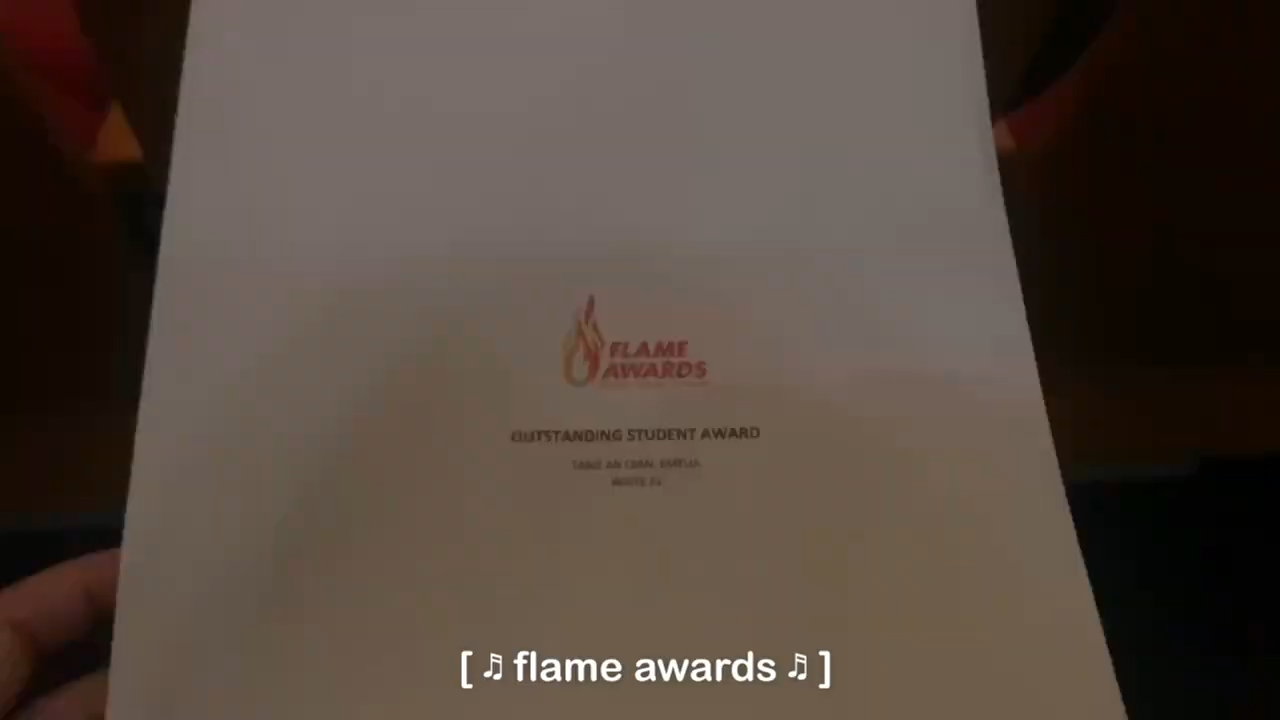 FLAME
AWARDS
OUTSTANDING STUDENT AWARD
[ ♬ flame awards ♬ ]